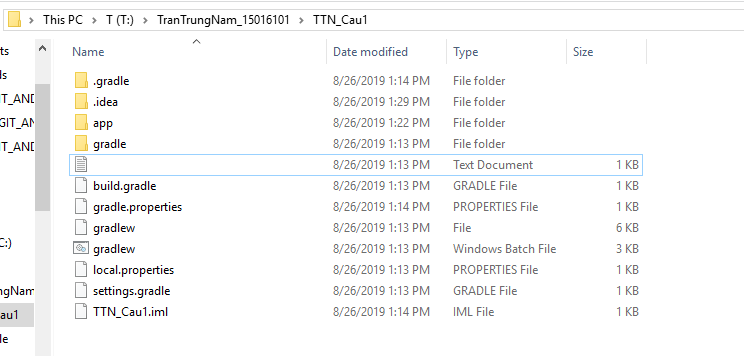 This PC > T (T:) > TranTrungNam_15016101 > TTN_Cau1
Name Date modified Type Size
.gradle 8/26/2019 1:14 PM File folder
.idea 8/26/2019 1:29 PM File folder
app 8/26/2019 1:22 PM File folder
gradle 8/26/2019 1:13 PM File folder
8/26/2019 1:13 PM Text Document 1 KB
build.gradle 8/26/2019 1:13 PM GRADLE File 1 KB
gradle.properties 8/26/2019 1:14 PM PROPERTIES File 1 KB
gradlew 8/26/2019 1:13 PM File 6 KB
gradlew 8/26/2019 1:13 PM Windows Batch File 3 KB
local.properties 8/26/2019 1:13 PM PROPERTIES File 1 KB
settings.gradle 8/26/2019 1:13 PM GRADLE File 1 KB
TTN_Cau1.iml 8/26/2019 1:14 PM IML File 1 KB
ts
ls
IT_AND
GIT_AND
IT_AND
C:)
ngNam
au1
le